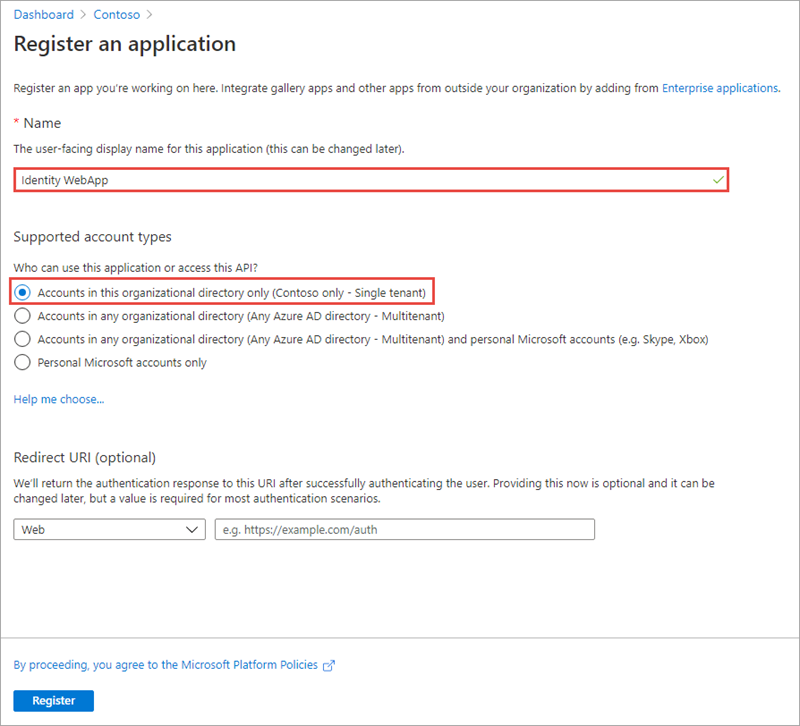 Dashboard > Contoso >
Register an application
Register an app you're working on here. Integrate gallery apps and other apps from outside your organization by adding from Enterprise applications.
* Name
The user-facing display name for this application (this can be changed later).
Identity WebApp
Supported account types
Who can use this application or access this API?
Accounts in this organizational directory only (Contoso only - Single tenant)
Accounts in any organizational directory (Any Azure AD directory - Multitenant)
Accounts in any organizational directory (Any Azure AD directory - Multitenant) and personal Microsoft accounts (e.g. Skype, Xbox)
Personal Microsoft accounts only
Help me choose...
Redirect URI (optional)
We'll return the authentication response to this URI after successfully authenticating the user. Providing this now is optional and it can be
changed later, but a value is required for most authentication scenarios.
Web e.g. https://example.com/auth
By proceeding, you agree to the Microsoft Platform Policies
Register